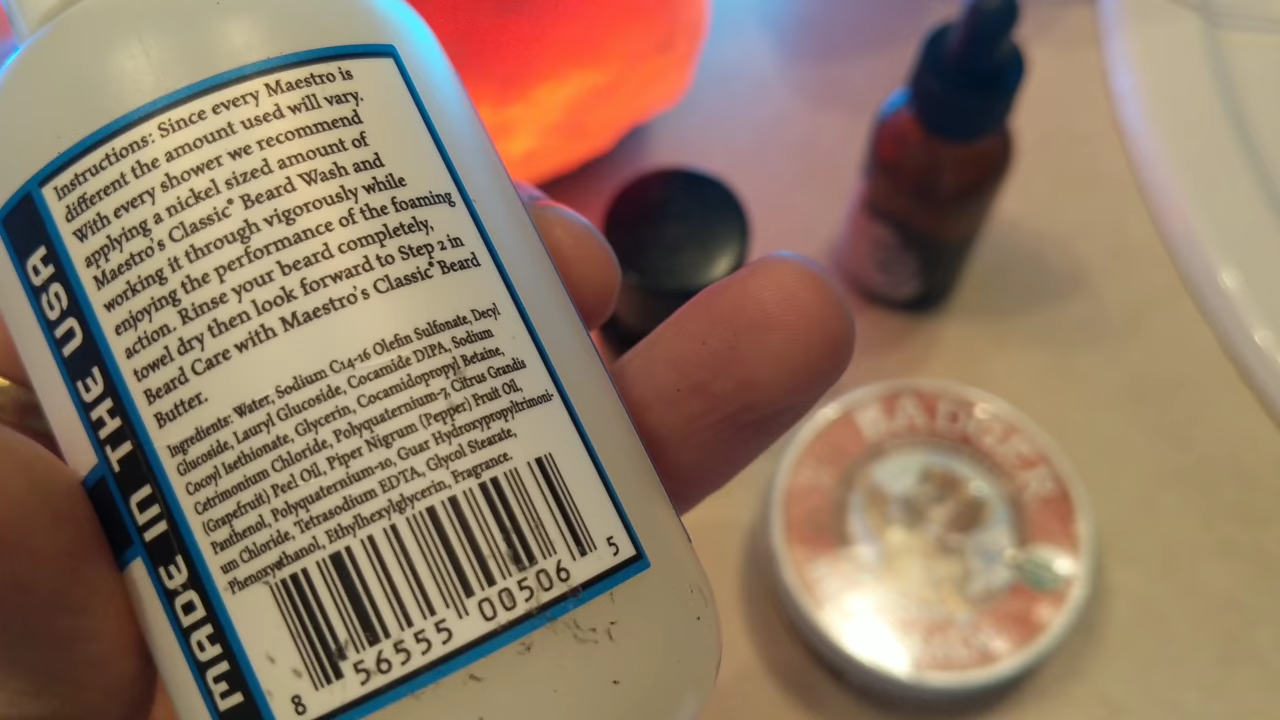 Instructions: Since every Maestro is
different the amount used will vary.
With every shower we recommend
applying a nickel sized amount of
Maestro's Classic® Beard Wash and
working it through vigorously while
enjoying the performance of the foaming
action. Rinse your beard completely,
towel dry then look forward to Step 2 in
Beard Care with Maestro's Classic® Beard
Butter.
Ingredients: Water, Sodium C14-16 Olefin Sulfonate, Decyl
Glucoside, Lauryl Glucoside, Cocamide DIPA, Sodium
Cocoyl Isethionate, Glycerin, Cocamidopropyl Betaine,
Cetrimonium Chloride, Polyquaternium-7, Citrus Grandis
(Grapefruit) Peel Oil, Piper Nigrum (Pepper) Fruit Oil,
Panthenol, Polyquaternium-10, Guar Hydroxypropyltrimoni-
um Chloride, Tetrasodium EDTA, Glycol Stearate,
Phenoxyethanol, Ethylhexylglycerin, Fragrance.
8 56555 00506 5
MADE IN THE USA
BADGER